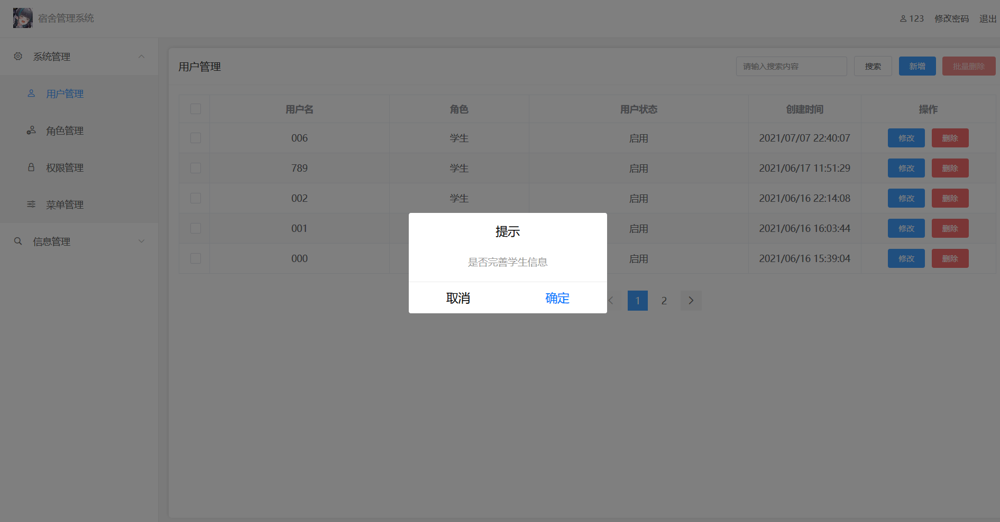 宿舍管理系统
123 修改密码 退出
系统管理
用户管理
角色管理
权限管理
菜单管理
信息管理
用户管理
请输入搜索内容 搜索 新增 批量删除
用户名 角色 用户状态 创建时间 操作
006 学生 启用 2021/07/07 22:40:07 修改 删除
789 学生 启用 2021/06/17 11:51:29 修改 删除
002 学生 启用 2021/06/16 22:14:08 修改 删除
001 启用 2021/06/16 16:03:44 修改 删除
000 启用 2021/06/16 15:39:04 修改 删除
提示
是否完善学生信息
取消 确定
1 2